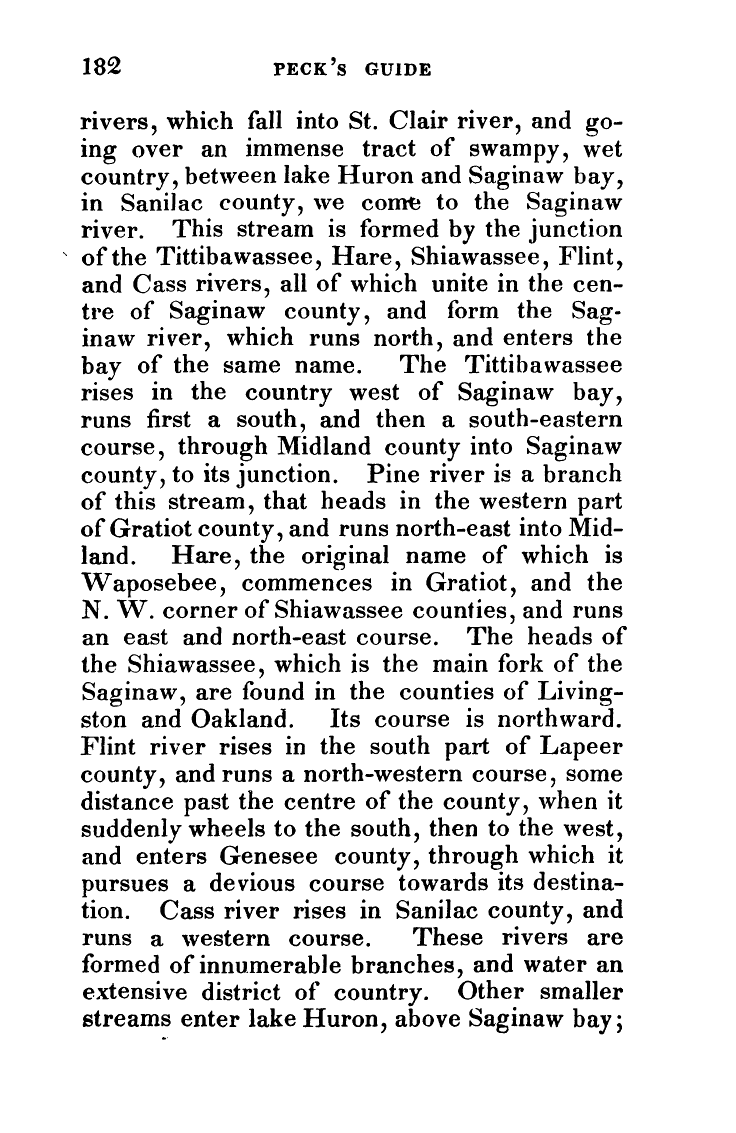 182 PECK'S GUIDE
rivers, which fall into St. Clair river, and go-
ing over an immense tract of swampy, wet
country, between lake Huron and Saginaw bay,
in Sanilac county, we come to the Saginaw
river. This stream is formed by the junction
of the Tittibawassee, Hare, Shiawassee, Flint,
and Cass rivers, all of which unite in the cen-
tre of Saginaw county, and form the Sag-
inaw river, which runs north, and enters the
bay of the same name. The Tittibawassee
rises in the country west of Saginaw bay,
runs first a south, and then a south-eastern
course, through Midland county into Saginaw
county, to its junction. Pine river is a branch
of this stream, that heads in the western part
of Gratiot county, and runs north-east into Mid-
land. Hare, the original name of which is
Waposebee, commences in Gratiot, and the
N. W. corner of Shiawassee counties, and runs
an east and north-east course. The heads of
the Shiawassee, which is the main fork of the
Saginaw, are found in the counties of Living-
ston and Oakland. Its course is northward.
Flint river rises in the south part of Lapeer
county, and runs a north-western course, some
distance past the centre of the county, when it
suddenly wheels to the south, then to the west,
and enters Genesee county, through which it
pursues a devious course towards its destina-
tion. Cass river rises in Sanilac county, and
runs a western course. These rivers are
formed of innumerable branches, and water an
extensive district of country. Other smaller
streams enter lake Huron, above Saginaw bay;